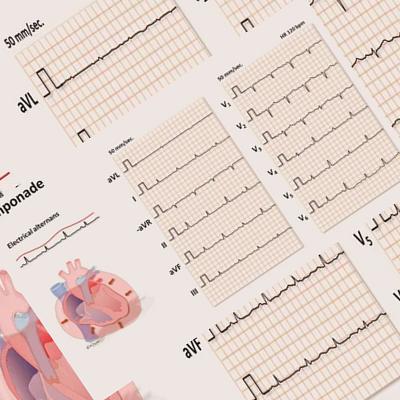 50 mm/sec.
aVL
HR 120 bpm
50 mm/sec.
V1
V2
V3
V4
V5
V6
50 mm/sec.
aVL
I
-aVR
II
aVF
III
Electrical alternans
V5
aVF